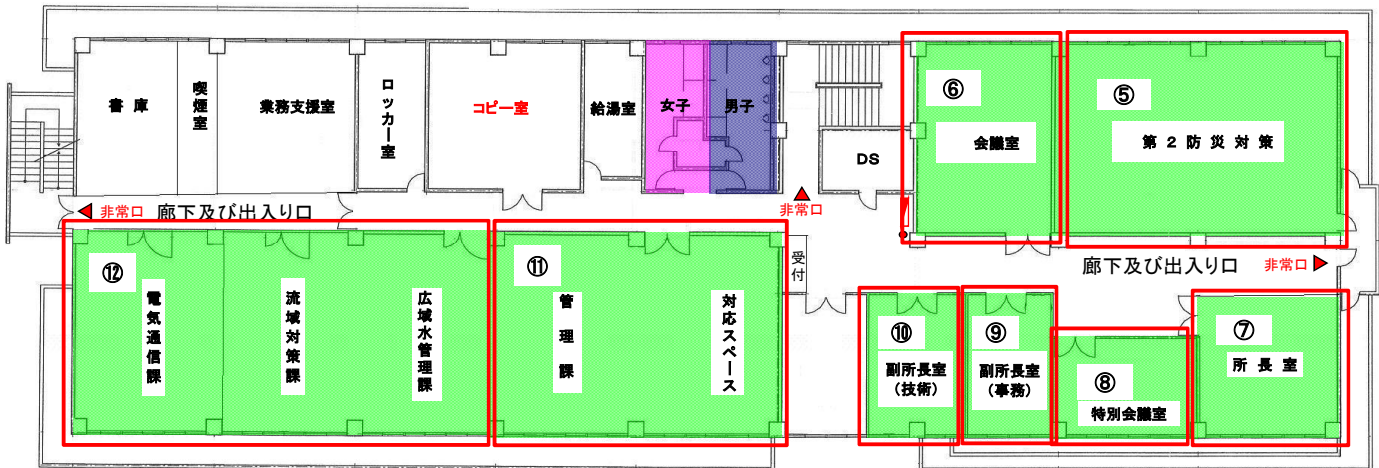 書庫
喫煙室
業務支援室
ロッカー室
コピー室
給湯室
女子
男子
DS
⑥
会議室
⑤
第2防災対策
非常口
廊下及び出入り口
非常口
廊下及び出入り口
非常口
⑫
電気通信課
流域対策課
広域水管理課
⑪
管理課
対応スペース
受付
⑩
副所長室
(技術)
⑨
副所長室
(事務)
⑧
特別会議室
⑦
所長室